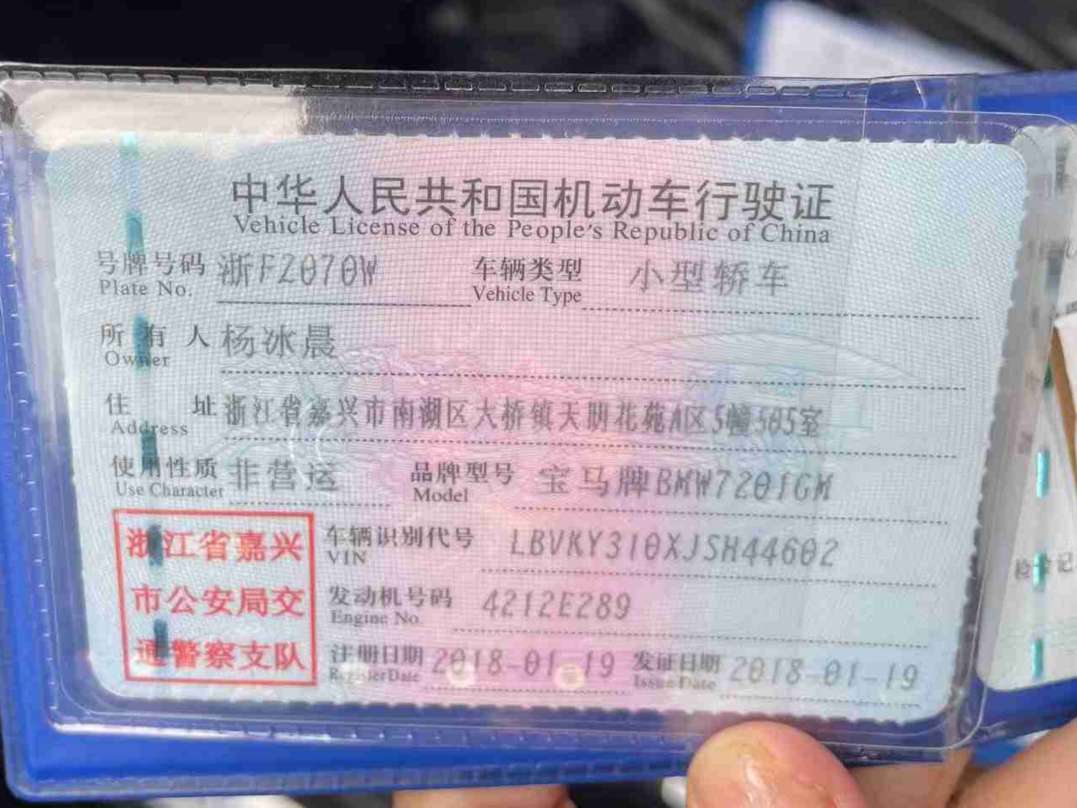 中华人民共和国机动车行驶证
Vehicle License of the People's Republic of China
号牌号码 浙FZ070W 车辆类型 小型轿车
Plate No. Vehicle Type
所有人 杨冰晨
Owner
住址 浙江省嘉兴市南湖区大桥镇天明花苑A区5幢505室
Address
使用性质 非营运 品牌型号 宝马牌BMW7201GM
Use Character Model
浙江省嘉兴 车辆识别代号 LBVKY310XJSH44602
VIN
市公安局交 发动机号码 4212E289
Engine No.
通警察支队 注册日期 2018-01-19 发证日期 2018-01-19
Register Date Issue Date